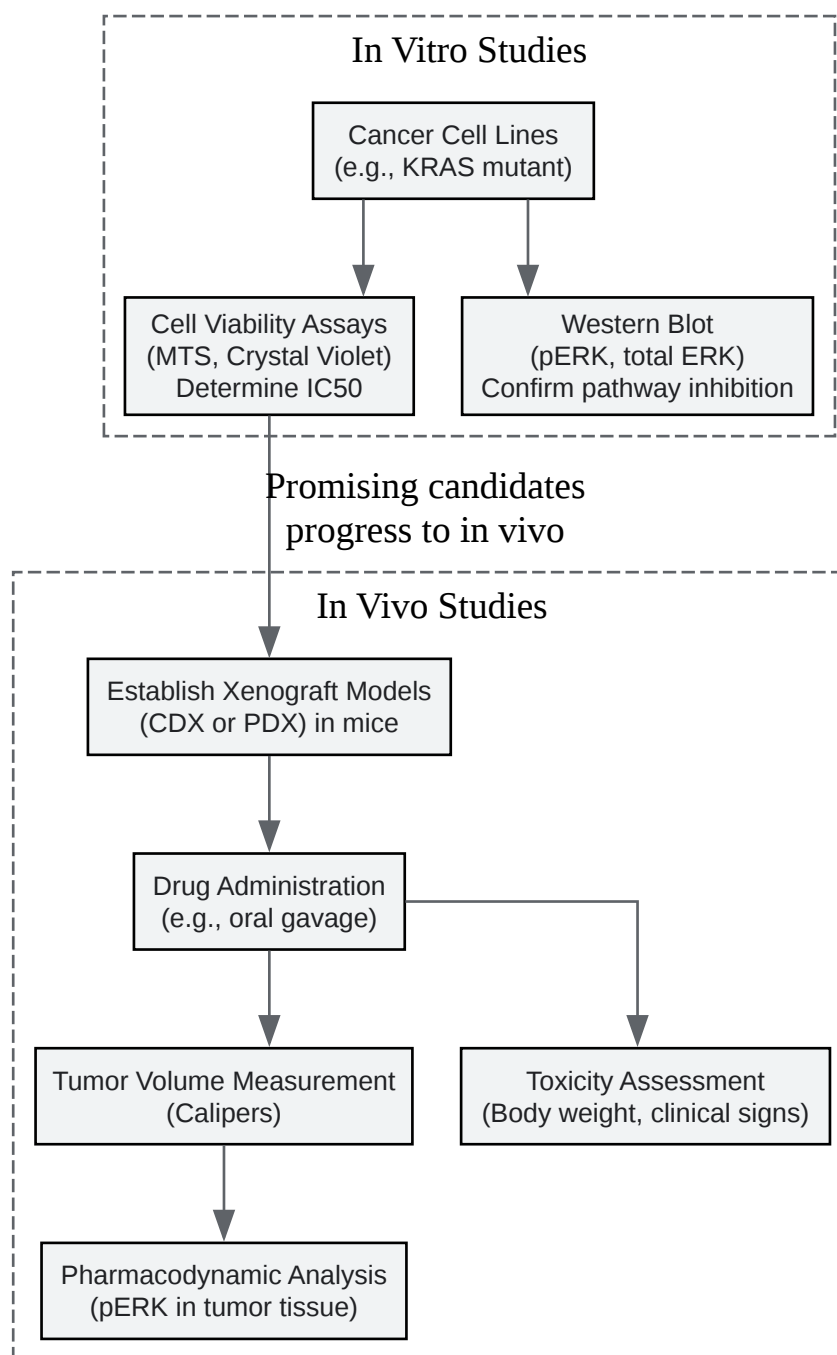 In Vitro Studies
Cancer Cell Lines
(e.g., KRAS mutant)
Cell Viability Assays
(MTS, Crystal Violet)
Determine IC50
Western Blot
(pERK, total ERK)
Confirm pathway inhibition
Promising candidates
progress to in vivo
In Vivo Studies
Establish Xenograft Models
(CDX or PDX) in mice
Drug Administration
(e.g., oral gavage)
Tumor Volume Measurement
(Calipers)
Toxicity Assessment
(Body weight, clinical signs)
Pharmacodynamic Analysis
(pERK in tumor tissue)